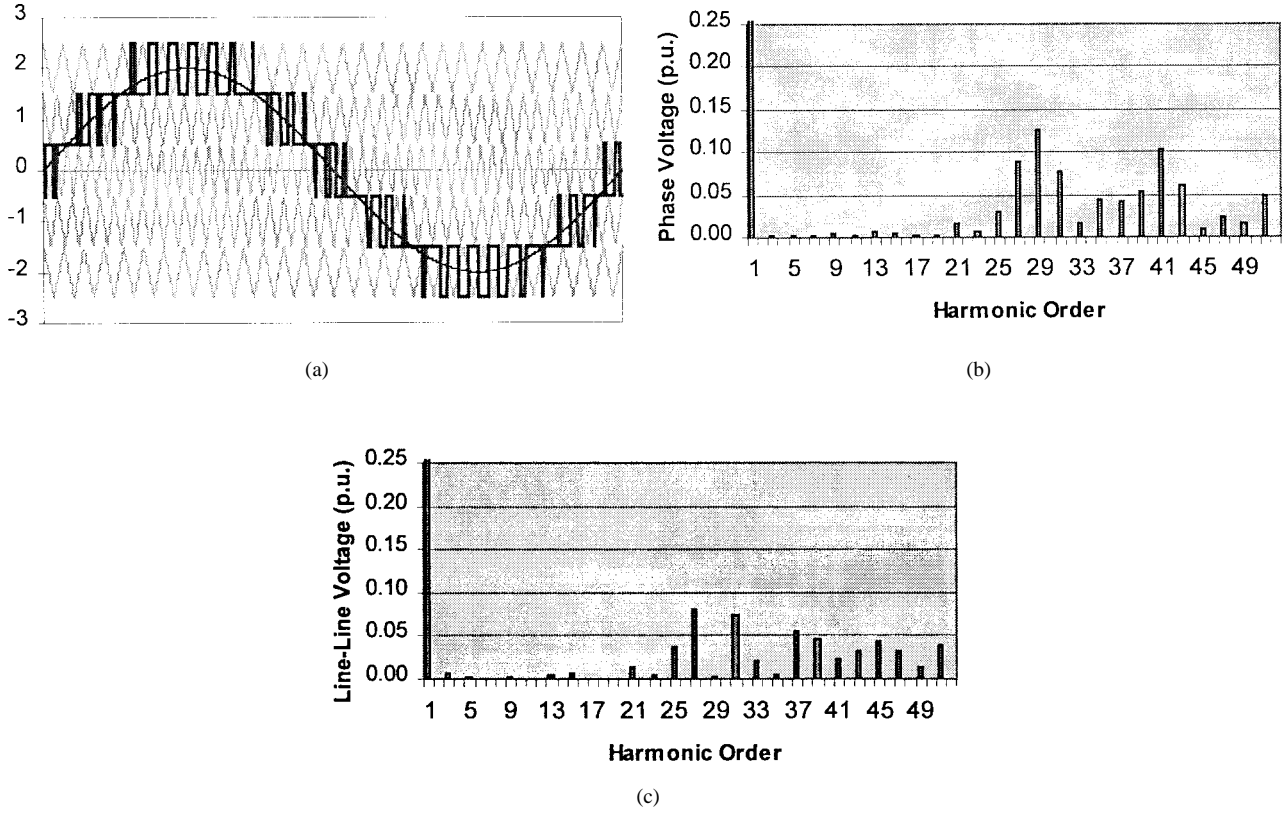 (a)
3
2
1
0
-1
-2
-3
(a)
Phase Voltage (p.u.)
0.25
0.20
0.15
0.10
0.05
0.00
1 5 9 13 17 21 25 29 33 37 41 45 49
Harmonic Order
(b)
Line-Line Voltage (p.u.)
0.25
0.20
0.15
0.10
0.05
0.00
1 5 9 13 17 21 25 29 33 37 41 45 49
Harmonic Order
(c)